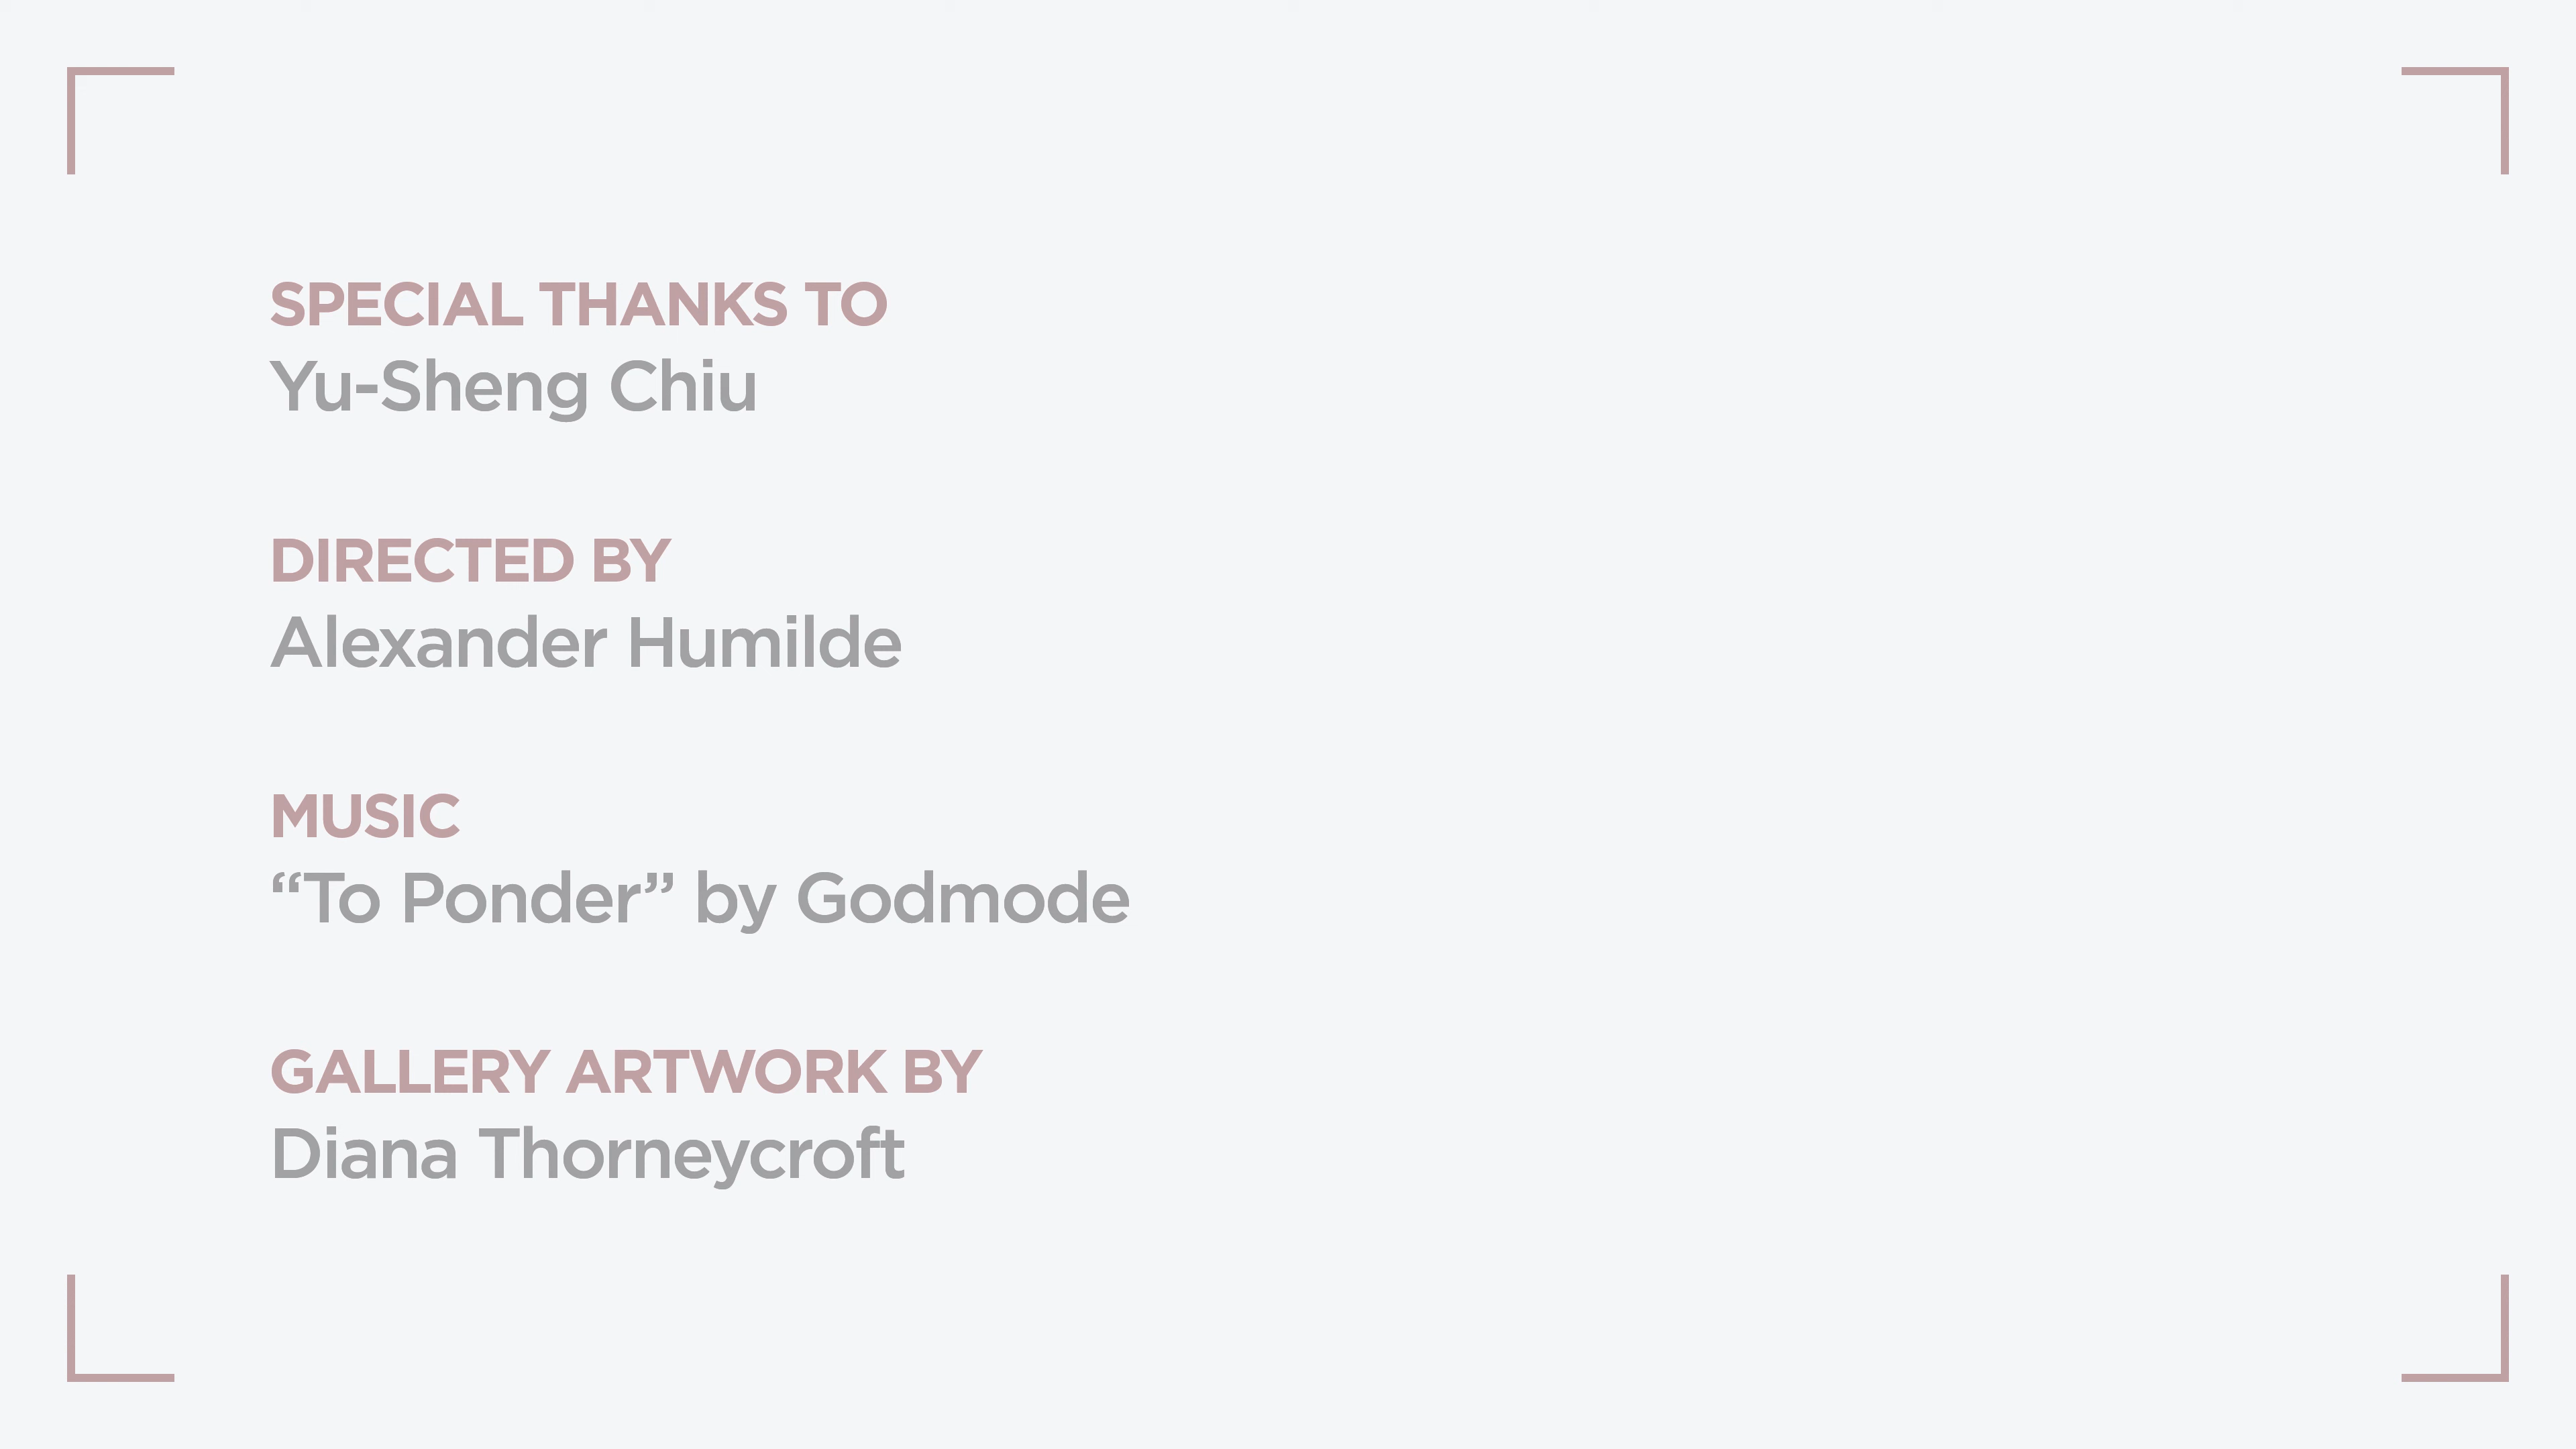 SPECIAL THANKS TO
Yu-Sheng Chiu
DIRECTED BY
Alexander Humilde
MUSIC
“To Ponder” by Godmode
GALLERY ARTWORK BY
Diana Thorneycroft